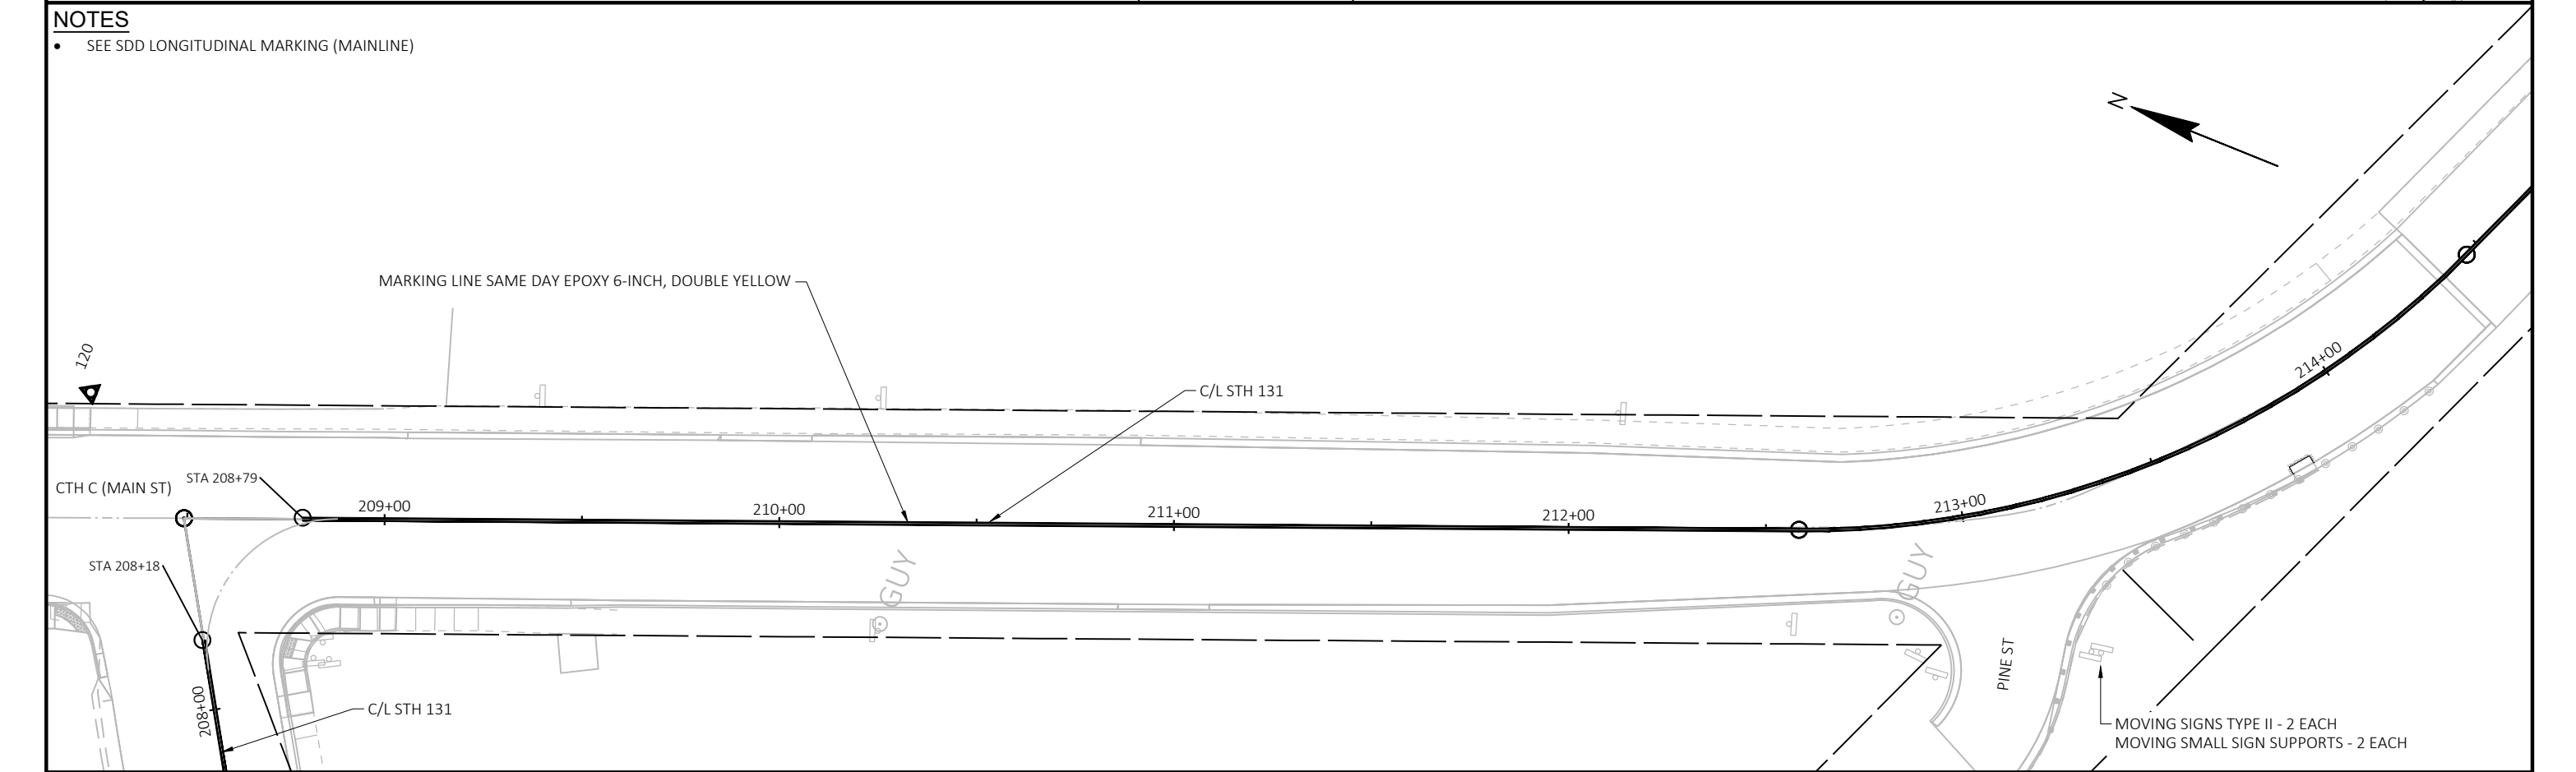 NOTES
• SEE SDD LONGITUDINAL MARKING (MAINLINE)
N
MARKING LINE SAME DAY EPOXY 6-INCH, DOUBLE YELLOW
120
C/L STH 131
214+00
CTH C (MAIN ST)
STA 208+79
209+00
210+00
211+00
212+00
213+00
STA 208+18
GUY
GUY
PINE ST
208+00
C/L STH 131
MOVING SIGNS TYPE II - 2 EACH
MOVING SMALL SIGN SUPPORTS - 2 EACH